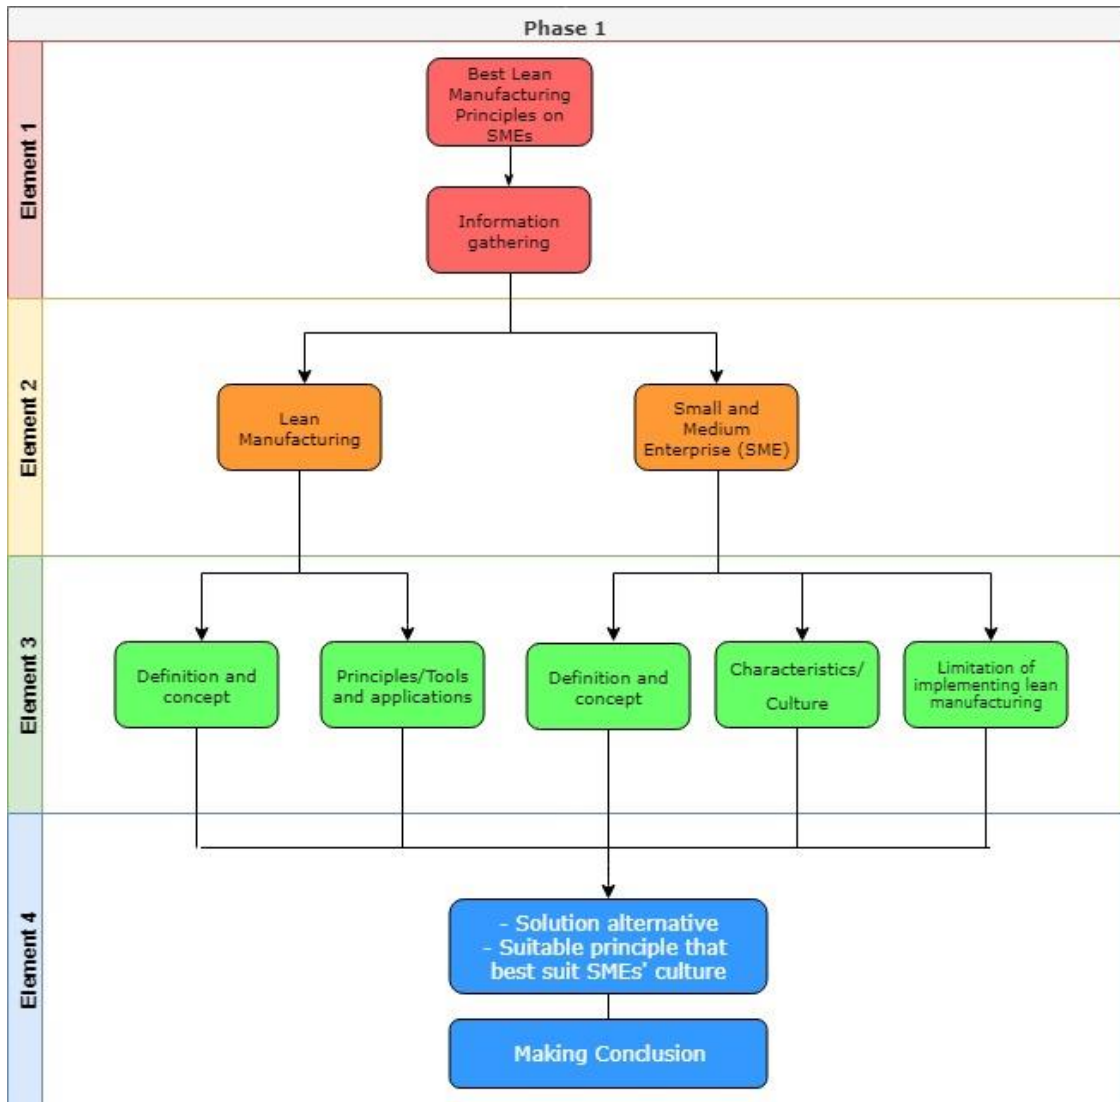 Phase 1
Element 1
Best Lean
Manufacturing
Principles on
SMEs
Information
gathering
Element 2
Lean
Manufacturing
Small and
Medium
Enterprise (SME)
Element 3
Definition and
concept
Principles/Tools
and applications
Definition and
concept
Characteristics/
Culture
Limitation of
implementing lean
manufacturing
Element 4
- Solution alternative
- Suitable principle that
best suit SMEs' culture
Making Conclusion